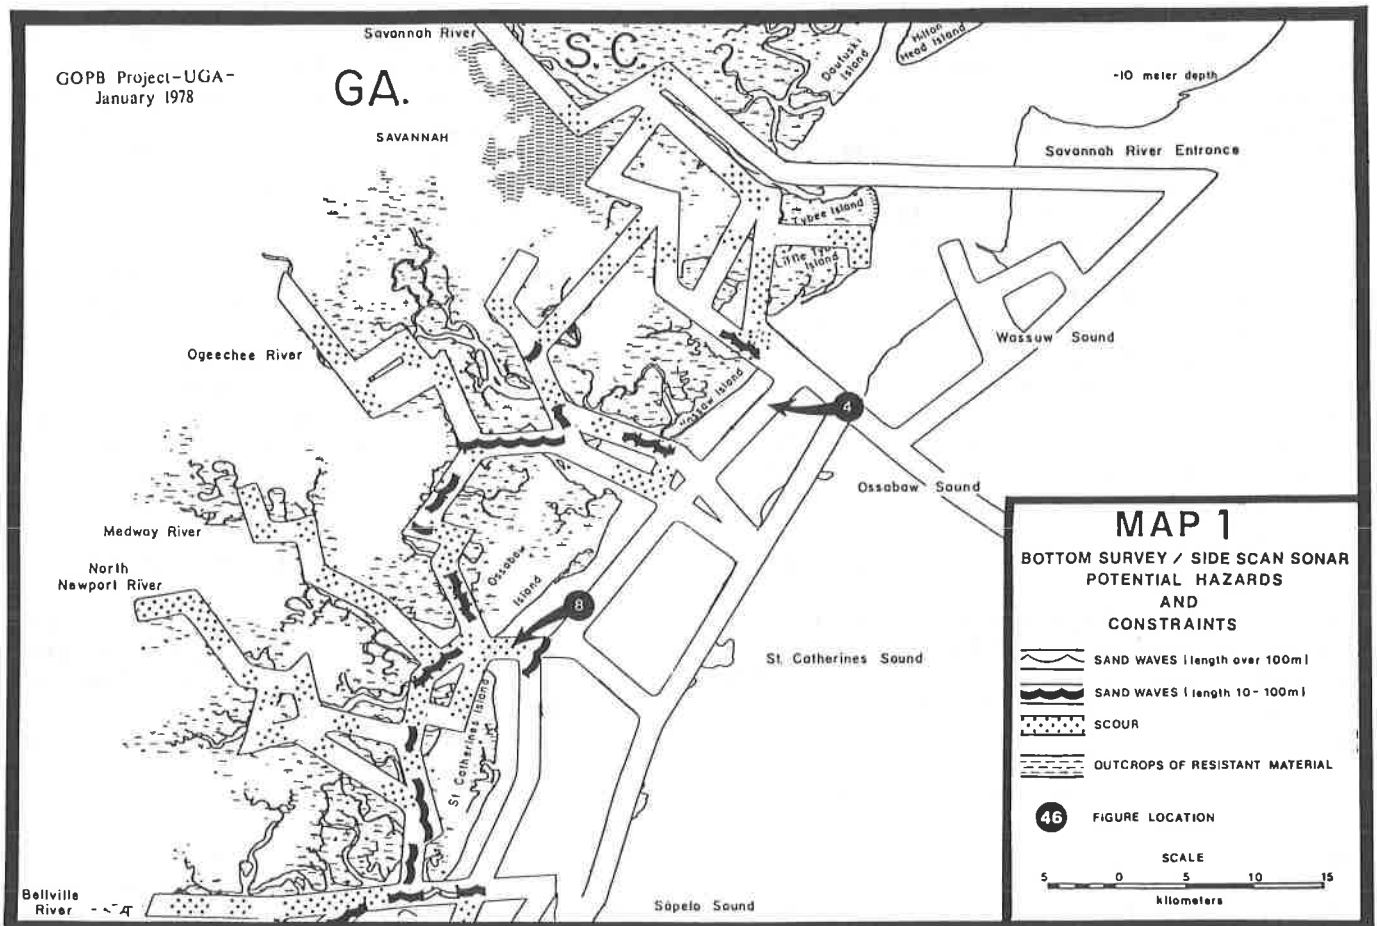 Savannah River
S.C.
Hilton
Head Island
Daufuski
Island
GOPB Project-UGA-
January 1978
GA.
-10 meter depth
SAVANNAH
Savannah River Entrance
Tybee Island
Little Tybee
Island
Ogeechee River
Wassuw Sound
Wassaw Island
4
Ossabaw Sound
Medway River
North
Newport River
Ossabaw
Island
8
St. Catherines Sound
St Catherines Island
Bellville
River
Sapelo Sound
MAP 1
BOTTOM SURVEY / SIDE SCAN SONAR
POTENTIAL HAZARDS
AND
CONSTRAINTS
SAND WAVES (length over 100m)
SAND WAVES (length 10-100m)
SCOUR
OUTCROPS OF RESISTANT MATERIAL
46 FIGURE LOCATION
SCALE
5 0 5 10 15
kilometers